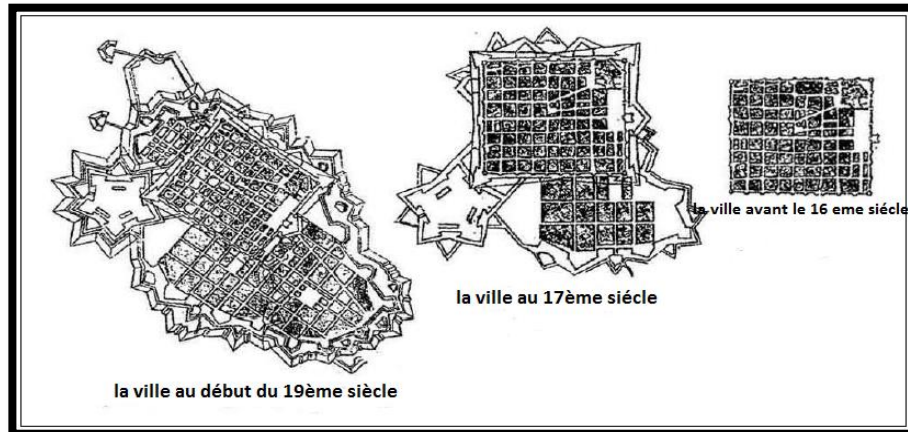 la ville avant le 16 eme siécle
la ville au 17ème siécle
la ville au début du 19ème siècle